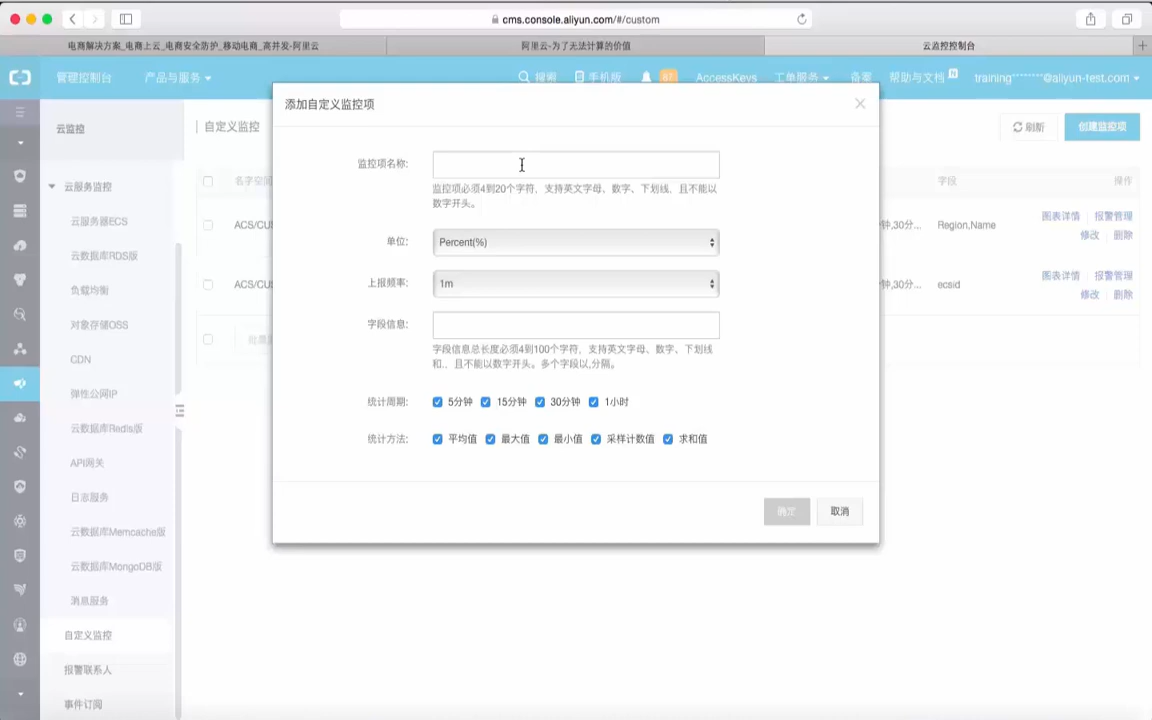 cms.console.aliyun.com/#/custom
电商解决方案_电商上云_电商安全防护_移动电商_高并发-阿里云
阿里云-为了无法计算的价值
云监控控制台
管理控制台
产品与服务
搜索
手机版
87
AccessKeys
工单服务
备案
帮助与文档
N
training********@aliyun-test.com
云监控
云服务监控
云服务器ECS
云数据库RDS版
负载均衡
对象存储OSS
CDN
弹性公网IP
云数据库Redis版
API网关
日志服务
云数据库Memcache版
云数据库MongoDB版
消息服务
自定义监控
报警联系人
事件订阅
自定义监控
刷新
创建监控项
名字空间
字段
操作
ACS/CUS
钟,30分...
Region,Name
图表详情
报警管理
修改
删除
ACS/CUS
钟,30分...
ecsid
图表详情
报警管理
修改
删除
添加自定义监控项
监控项名称:
监控项必须4到20个字符，支持英文字母、数字、下划线，且不能以
数字开头。
单位:
Percent(%)
上报频率:
1m
字段信息:
字段信息总长度必须4到100个字符，支持英文字母、数字、下划线
和.，且不能以数字开头。多个字段以,分隔。
统计周期:
5分钟
15分钟
30分钟
1小时
统计方法:
平均值
最大值
最小值
采样计数值
求和值
确定
取消